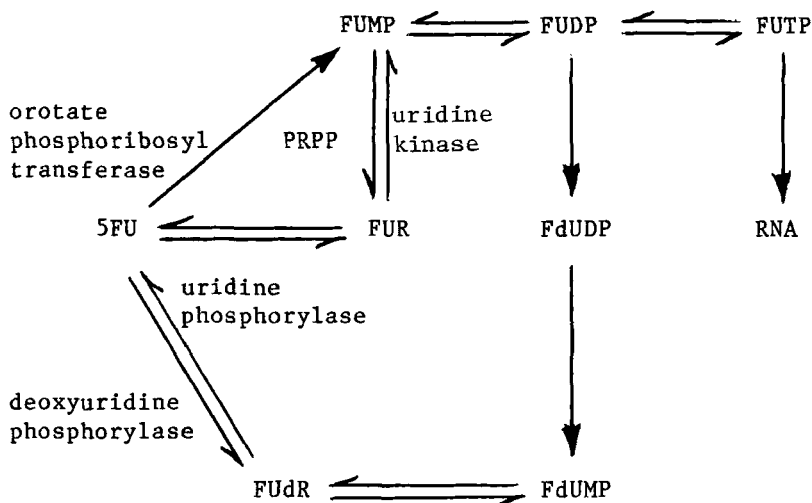 FUMP FUDP FUTP
orotate
phosphoribosyl
transferase
PRPP
uridine
kinase
5FU FUR FdUDP RNA
uridine
phosphorylase
deoxyuridine
phosphorylase
FUdR FdUMP